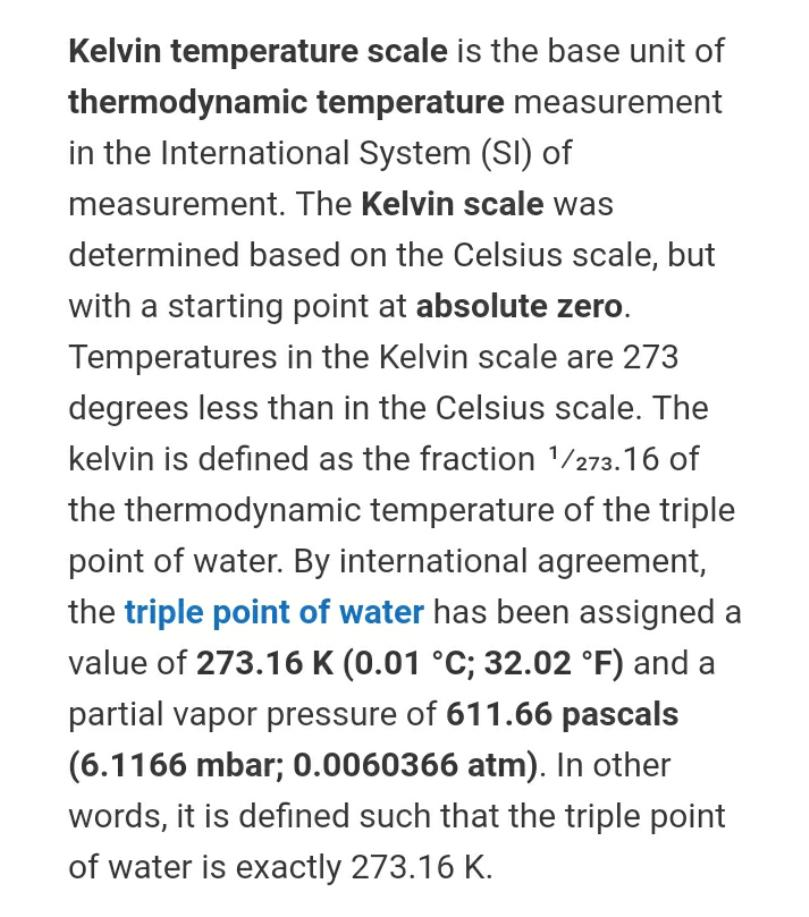 Kelvin temperature scale is the base unit of
thermodynamic temperature measurement
in the International System (SI) of
measurement. The Kelvin scale was
determined based on the Celsius scale, but
with a starting point at absolute zero.
Temperatures in the Kelvin scale are 273
degrees less than in the Celsius scale. The
kelvin is defined as the fraction ¹/₂₇₃.16 of
the thermodynamic temperature of the triple
point of water. By international agreement,
the triple point of water has been assigned a
value of 273.16 K (0.01 °C; 32.02 °F) and a
partial vapor pressure of 611.66 pascals
(6.1166 mbar; 0.0060366 atm). In other
words, it is defined such that the triple point
of water is exactly 273.16 K.